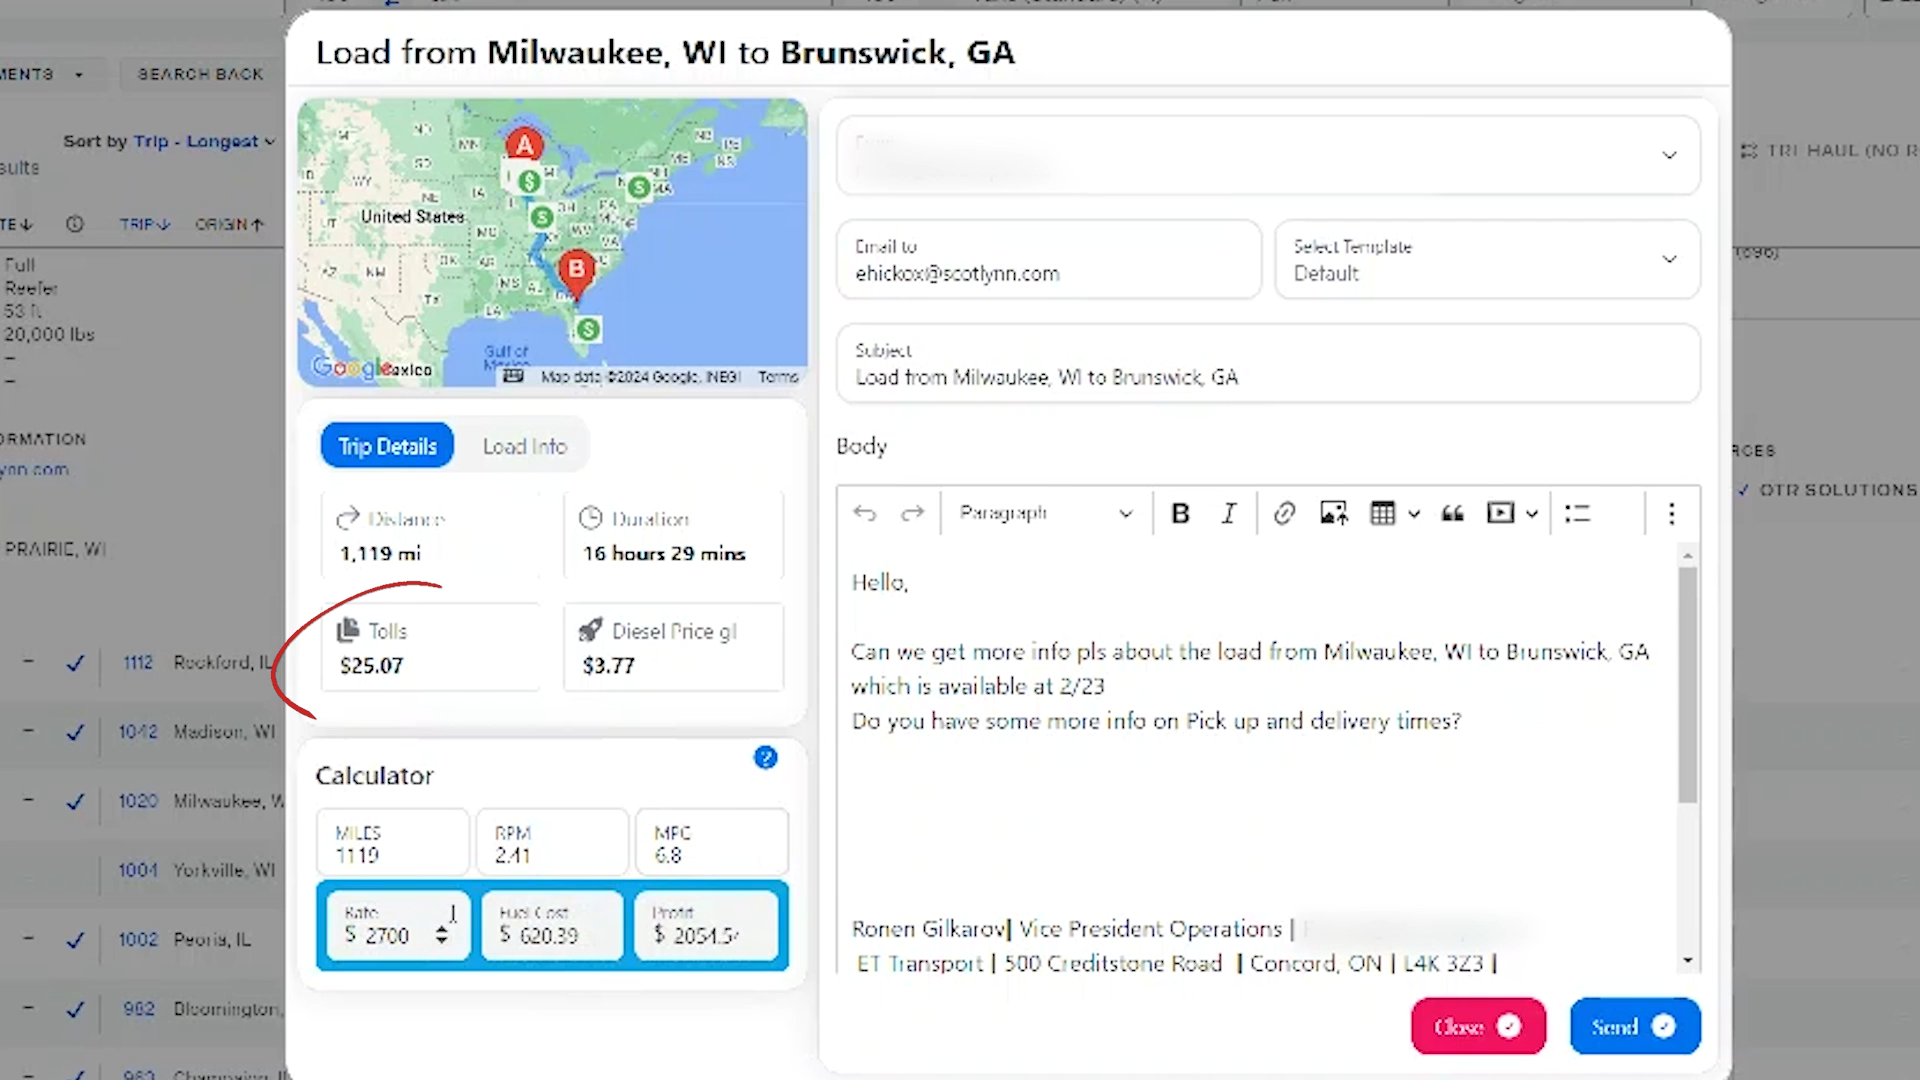 Load from Milwaukee, WI to Brunswick, GA
SEARCH BACK
Sort by Trip - Longest
TRIP
ORIGIN
Full
Reefer
53 ft
20,000 lbs
PRAIRIE, WI
1112 Rockford, IL
1042 Madison, WI
1020 Milwaukee, W
1004 Yorkville, WI
1002 Peoria, IL
982 Bloomington,
963 Champaign, I
A
B
United States
Gulf of
Google
Map data ©2024 Google, INEGI Terms
Trip Details
Load Info
Distance
1,119 mi
Duration
16 hours 29 mins
Tolls
$25.07
Diesel Price gl
$3.77
Calculator
MILES
1119
RPM
2.41
MPG
6.8
Rate
$ 2700
Fuel Cost
$ 620.39
Profit
$ 2054.54
Email to
ehickox@scotlynn.com
Select Template
Default
Subject
Load from Milwaukee, WI to Brunswick, GA
Body
Paragraph
Hello,
Can we get more info pls about the load from Milwaukee, WI to Brunswick, GA
which is available at 2/23
Do you have some more info on Pick up and delivery times?
Ronen Gilkarov| Vice President Operations |
ET Transport | 500 Creditstone Road | Concord, ON | L4K 3Z3 |
Close
Send
TRI HAUL (NO R
OTR SOLUTIONS